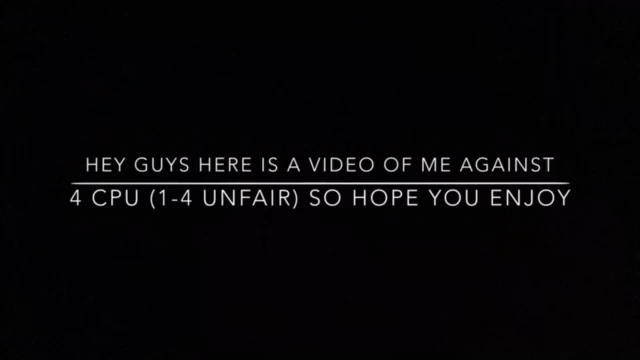 HEY GUYS HERE IS A VIDEO OF ME AGAINST
4 CPU (1-4 UNFAIR) SO HOPE YOU ENJOY